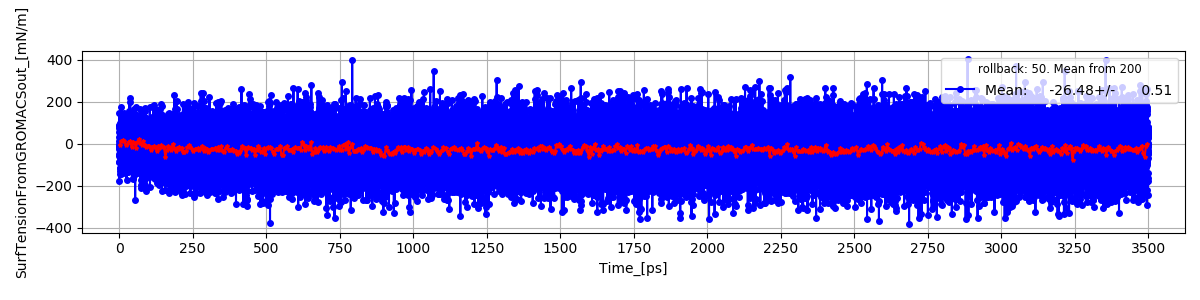 SurfTensionFromGROMACSout_[mN/m]
400
200
0
−200
−400
rollback: 50. Mean from 200
Mean: -26.48+/- 0.51
0 250 500 750 1000 1250 1500 1750 2000 2250 2500 2750 3000 3250 3500
Time_[ps]